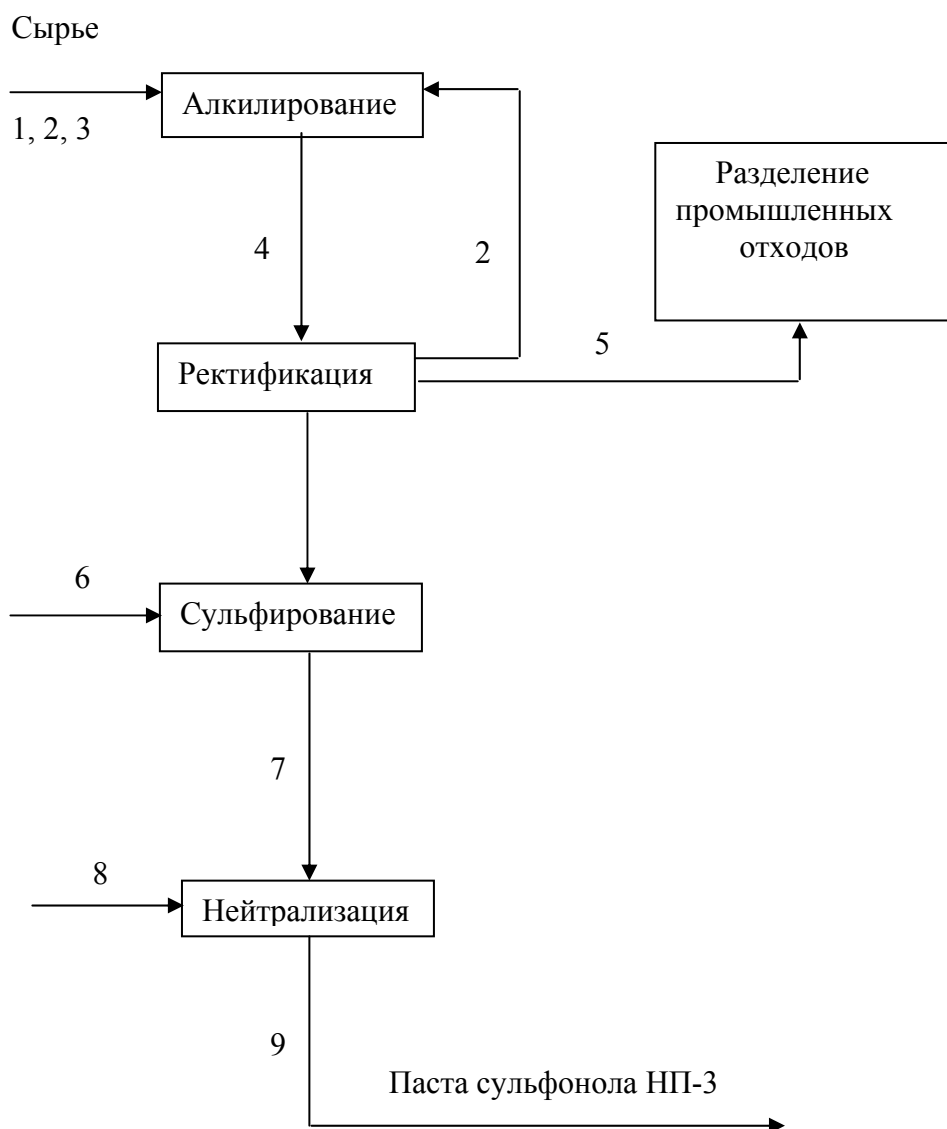 Сырье
Алкилирование
1, 2, 3
Разделение
промышленных
отходов
4
2
5
Ректификация
6
Сульфирование
7
8
Нейтрализация
9
Паста сульфонола НП-3